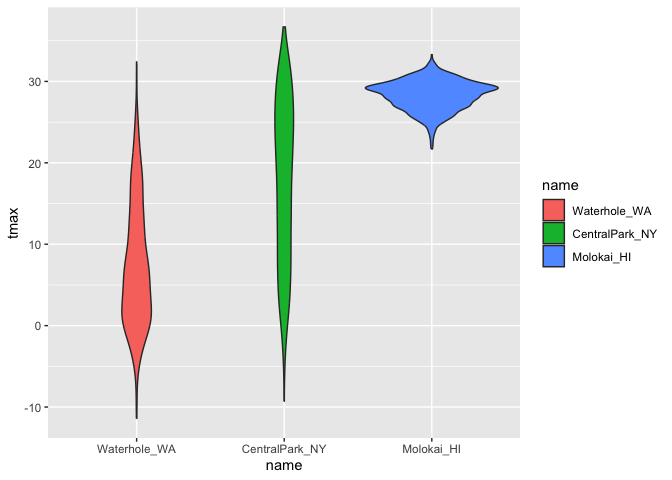 tmax
30
20
10
0
-10
Waterhole_WA
CentralPark_NY
Molokai_HI
name
name
Waterhole_WA
CentralPark_NY
Molokai_HI